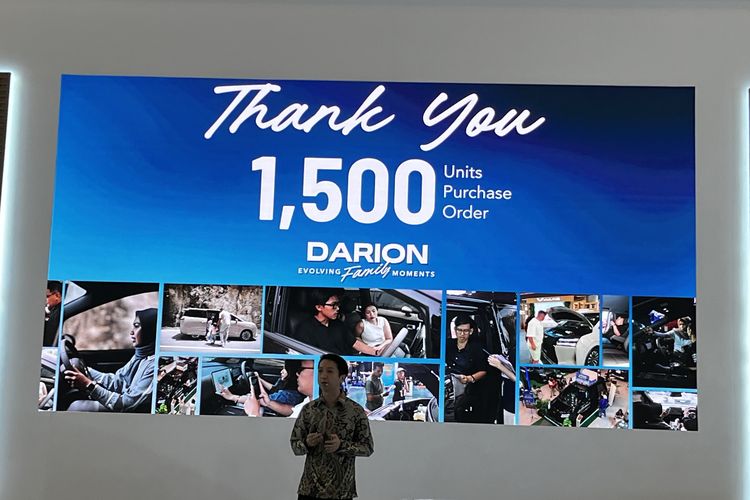 Thank You
1,500
Units
Purchase
Order
DARION
EVOLVING Family MOMENTS